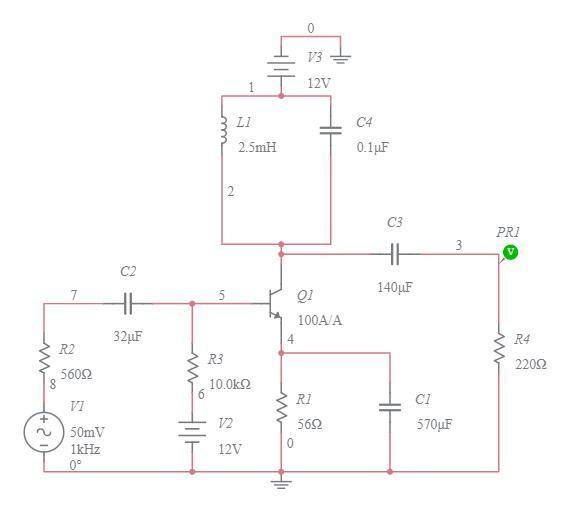 0
V3
12V
1
L1
2.5mH
C4
0.1µF
2
C3
PR1
V
3
140µF
C2
7
32µF
5
Q1
100A/A
4
R2
560Ω
8
R3
10.0kΩ
6
R4
220Ω
V1
50mV
1kHz
0°
V2
12V
R1
56Ω
0
C1
570µF